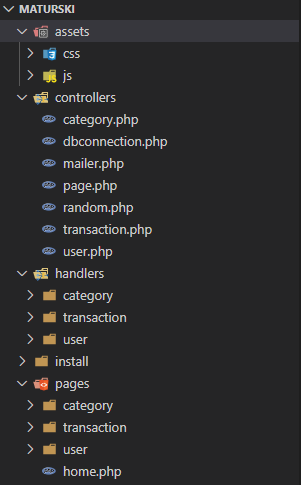 MATURSKI
assets
css
js
controllers
category.php
dbconnection.php
mailer.php
page.php
random.php
transaction.php
user.php
handlers
category
transaction
user
install
pages
category
transaction
user
home.php